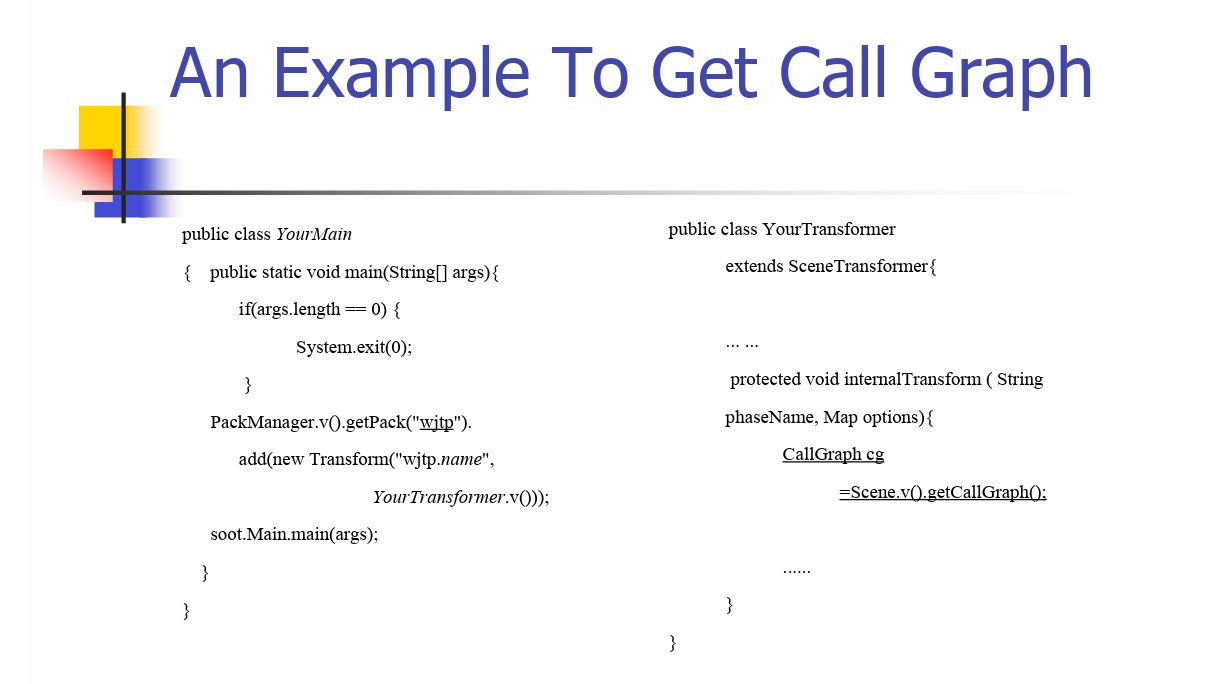 An Example To Get Call Graph
public class YourMain
{ public static void main(String[] args){
if(args.length == 0) {
System.exit(0);
}
PackManager.v().getPack("wjtp").
add(new Transform("wjtp.name",
YourTransformer.v()));
soot.Main.main(args);
}
}
public class YourTransformer
extends SceneTransformer{
... ...
protected void internalTransform ( String
phaseName, Map options){
CallGraph cg
=Scene.v().getCallGraph();
......
}
}